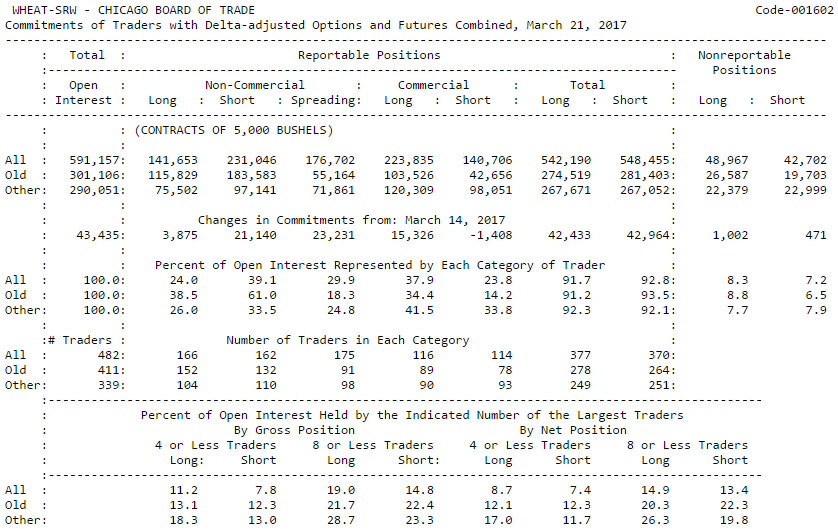 WHEAT-SRW - CHICAGO BOARD OF TRADE Code-001602
Commitments of Traders with Delta-adjusted Options and Futures Combined, March 21, 2017
: Total : Reportable Positions : Nonreportable
Positions
: Open : Non-Commercial : Commercial : Total :
: Interest : Long : Short : Spreading: Long : Short : Long : Short : Long : Short
: : (CONTRACTS OF 5,000 BUSHELS) :
: : :
All : 591,157: 141,653 231,046 176,702 223,835 140,706 542,190 548,455: 48,967 42,702
Old : 301,106: 115,829 183,583 55,164 103,526 42,656 274,519 281,403: 26,587 19,703
Other: 290,051: 75,502 97,141 71,861 120,309 98,051 267,671 267,052: 22,379 22,999
: : :
: : Changes in Commitments from: March 14, 2017 :
: 43,435: 3,875 21,140 23,231 15,326 -1,408 42,433 42,964: 1,002 471
: : :
: : Percent of Open Interest Represented by Each Category of Trader :
All : 100.0: 24.0 39.1 29.9 37.9 23.8 91.7 92.8: 8.3 7.2
Old : 100.0: 38.5 61.0 18.3 34.4 14.2 91.2 93.5: 8.8 6.5
Other: 100.0: 26.0 33.5 24.8 41.5 33.8 92.3 92.1: 7.7 7.9
: : :
:# Traders : Number of Traders in Each Category :
All : 482: 166 162 175 116 114 377 370:
Old : 411: 152 132 91 89 78 278 264:
Other: 339: 104 110 98 90 93 249 251:
: Percent of Open Interest Held by the Indicated Number of the Largest Traders
: By Gross Position By Net Position
: 4 or Less Traders 8 or Less Traders 4 or Less Traders 8 or Less Traders
: Long: Short Long Short: Long Short Long Short
All : 11.2 7.8 19.0 14.8 8.7 7.4 14.9 13.4
Old : 13.1 12.3 21.7 22.4 12.1 12.3 20.3 22.3
Other: 18.3 13.0 28.7 23.3 17.0 11.7 26.3 19.8